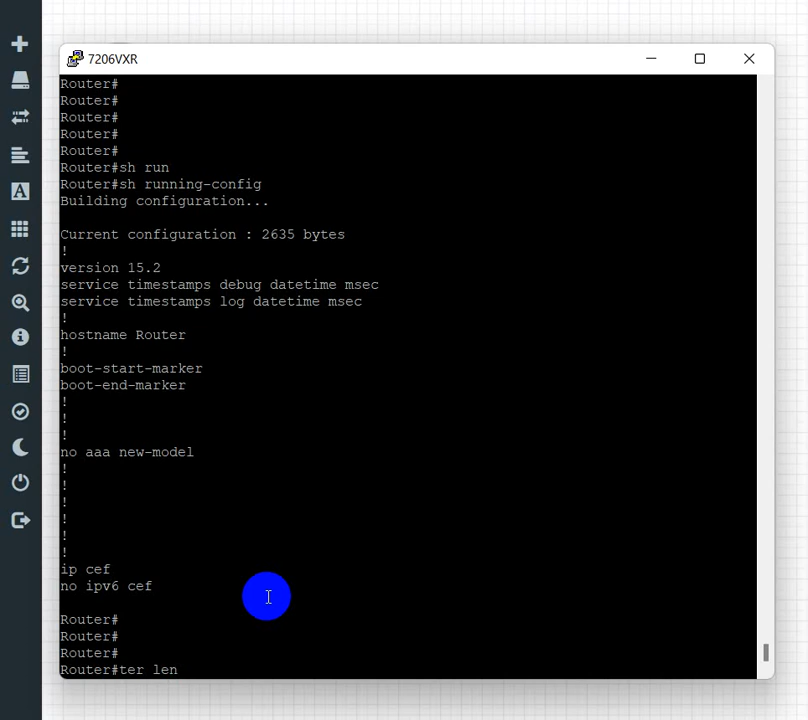 7206VXR
Router#
Router#
Router#
Router#
Router#
Router#sh run
Router#sh running-config
Building configuration...
Current configuration : 2635 bytes
!
version 15.2
service timestamps debug datetime msec
service timestamps log datetime msec
!
hostname Router
!
boot-start-marker
boot-end-marker
!
!
!
no aaa new-model
!
!
!
!
!
!
ip cef
no ipv6 cef
Router#
Router#
Router#
Router#ter len